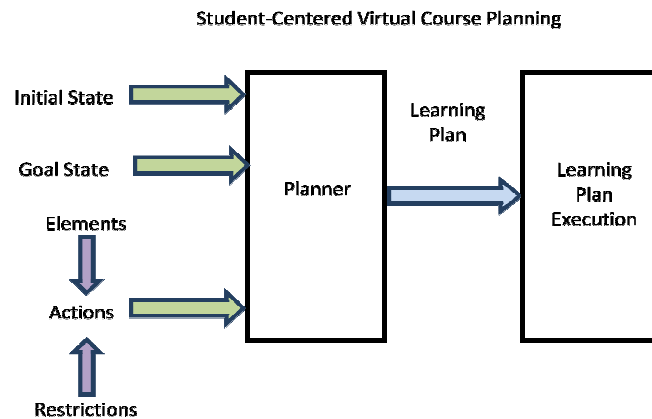 Student-Centered Virtual Course Planning
Initial State
Goal State
Elements
Actions
Restrictions
Planner
Learning
Plan
Learning
Plan
Execution